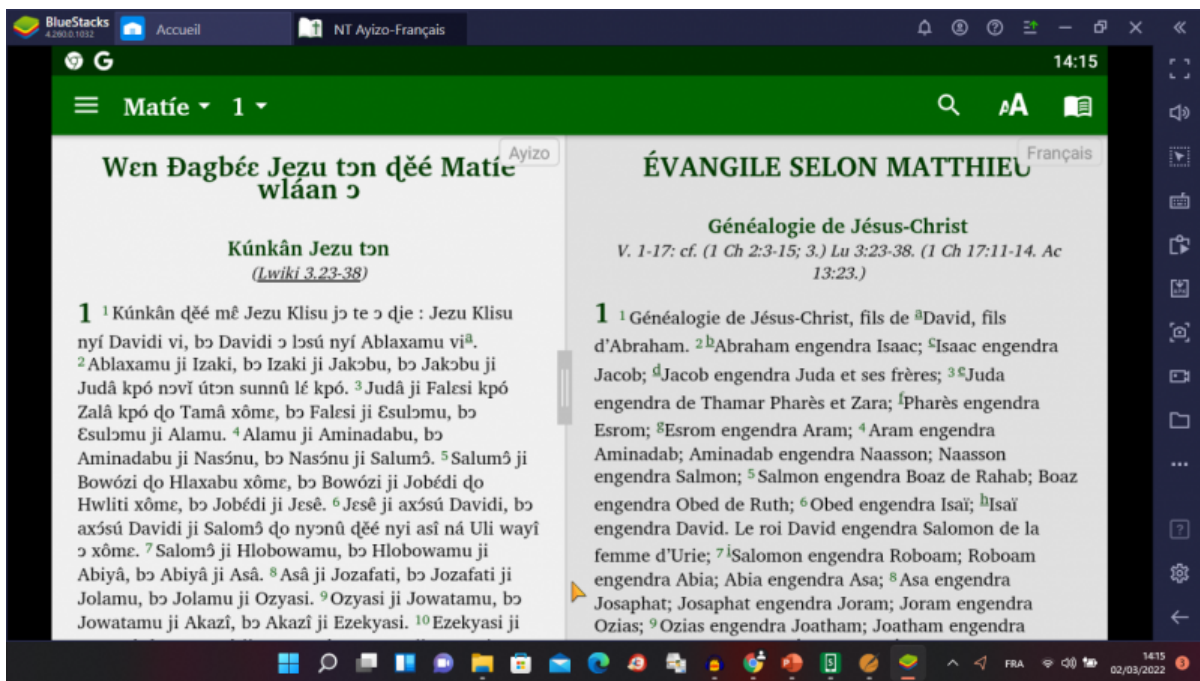 BlueStacks
4.260.0.1032
Accueil
NT Ayizo-Français
14:15
Matíe
1
AA
Ayizo
Wɛn Ɖagbɛ́ɛ Jezu tɔn ɖěé Matíe
wláan ɔ
Kúnkân Jezu tɔn
(Lwiki 3.23-38)
1 1 Kúnkân ɖěé mɛ̂ Jezu Klisu jɔ te ɔ ɖie : Jezu Klisu
nyí Davidi vi, bɔ Davidi ɔ lɔsú nyí Ablaxamu via.
2 Ablaxamu ji Izaki, bɔ Izaki ji Jakɔbu, bɔ Jakɔbu ji
Judâ kpó nɔvǐ útɔn sunnû lɛ́ kpó. 3 Judâ ji Falɛsi kpó
Zalâ kpó ɖo Tamâ xômɛ, bɔ Falɛsi ji Ɛsulɔmu, bɔ
Ɛsulɔmu ji Alamu. 4 Alamu ji Aminadabu, bɔ
Aminadabu ji Nasɔ́nu, bɔ Nasɔ́nu ji Salumɔ̂. 5 Salumɔ̂ ji
Bowózi ɖo Hlaxabu xômɛ, bɔ Bowózi ji Jobɛ́di ɖo
Hwliti xômɛ, bɔ Jobɛ́di ji Jɛsê. 6 Jɛsê ji axɔ́sú Davidi, bɔ
axɔ́sú Davidi ji Salomɔ̂ ɖo nyɔnû ɖěé nyi asî ná Uli wayî
ɔ xômɛ. 7 Salomɔ̂ ji Hlobowamu, bɔ Hlobowamu ji
Abiyâ, bɔ Abiyâ ji Asâ. 8 Asâ ji Jozafati, bɔ Jozafati ji
Jolamu, bɔ Jolamu ji Ozyasi. 9 Ozyasi ji Jowatamu, bɔ
Jowatamu ji Akazî, bɔ Akazî ji Ezekyasi. 10 Ezekyasi ji
Français
ÉVANGILE SELON MATTHIEU
Généalogie de Jésus-Christ
V. 1-17: cf. (1 Ch 2:3-15; 3.) Lu 3:23-38. (1 Ch 17:11-14. Ac
13:23.)
1 1 Généalogie de Jésus-Christ, fils de aDavid, fils
d'Abraham. 2 bAbraham engendra Isaac; cIsaac engendra
Jacob; dJacob engendra Juda et ses frères; 3 eJuda
engendra de Thamar Pharès et Zara; fPharès engendra
Esrom; gEsrom engendra Aram; 4 Aram engendra
Aminadab; Aminadab engendra Naasson; Naasson
engendra Salmon; 5 Salmon engendra Boaz de Rahab; Boaz
engendra Obed de Ruth; 6 Obed engendra Isaï; hIsaï
engendra David. Le roi David engendra Salomon de la
femme d'Urie; 7 iSalomon engendra Roboam; Roboam
engendra Abia; Abia engendra Asa; 8 Asa engendra
Josaphat; Josaphat engendra Joram; Joram engendra
Ozias; 9 Ozias engendra Joatham; Joatham engendra
FRA
14:15
02/03/2022
3